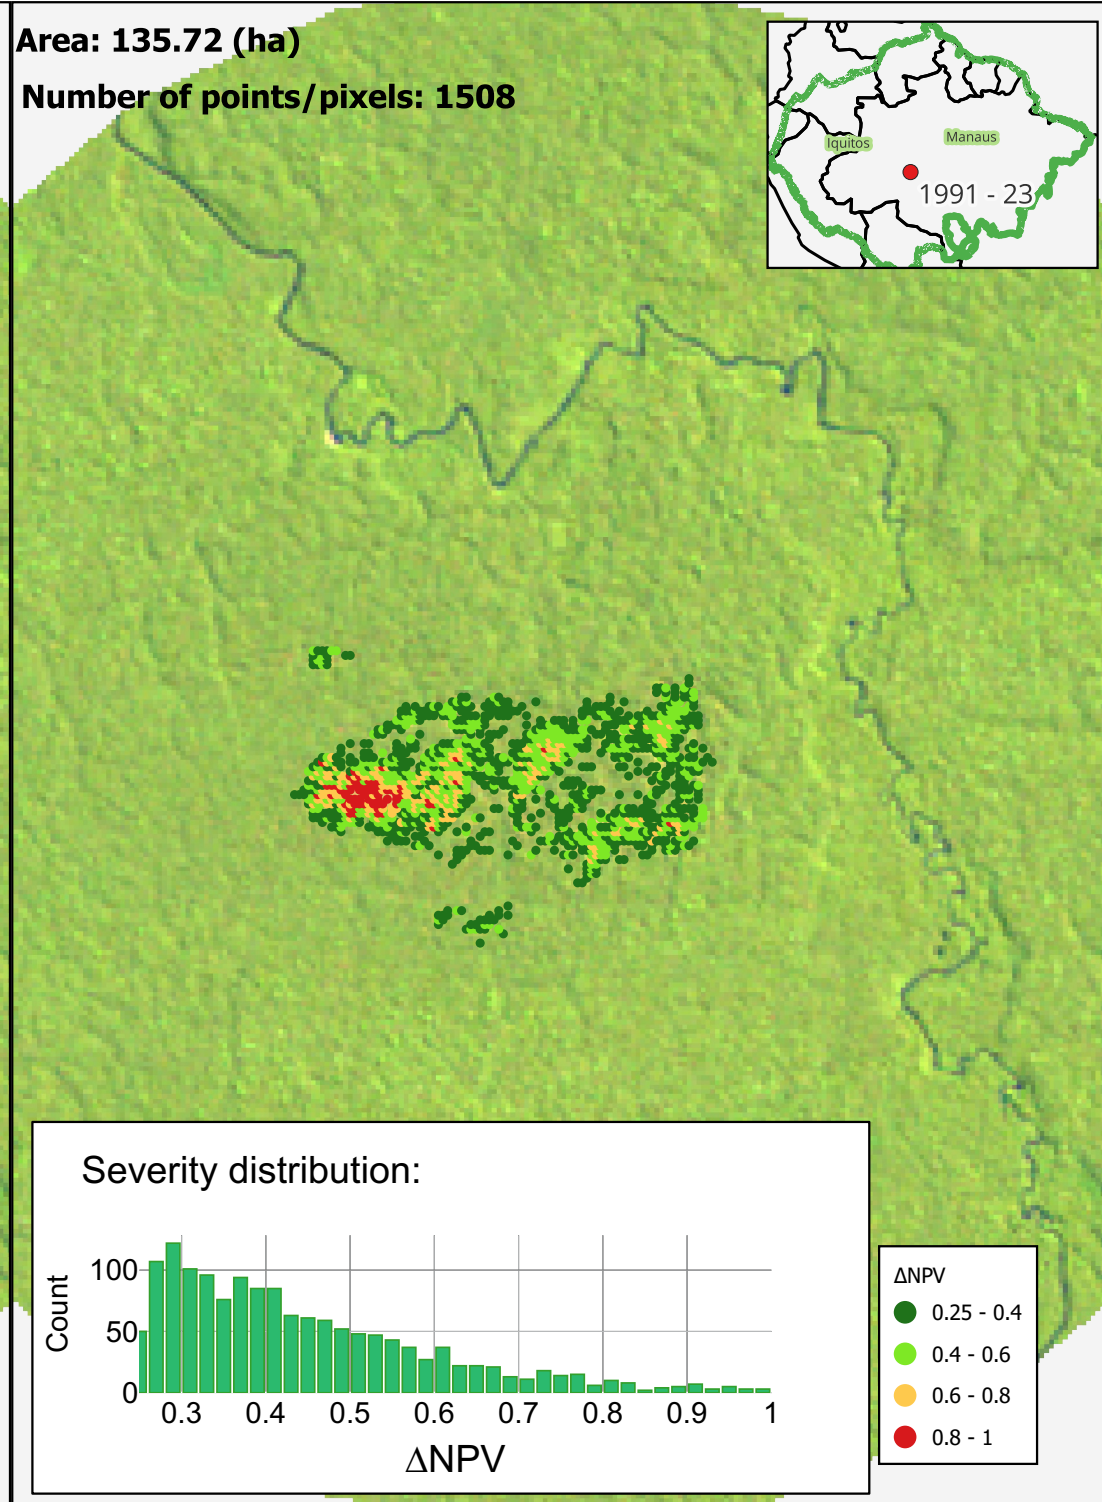 Area: 135.72 (ha)
Number of points/pixels: 1508
Iquitos
Manaus
1991 - 23
Severity distribution:
Count
100
50
0
0.3 0.4 0.5 0.6 0.7 0.8 0.9 1
ΔNPV
ΔNPV
0.25 - 0.4
0.4 - 0.6
0.6 - 0.8
0.8 - 1